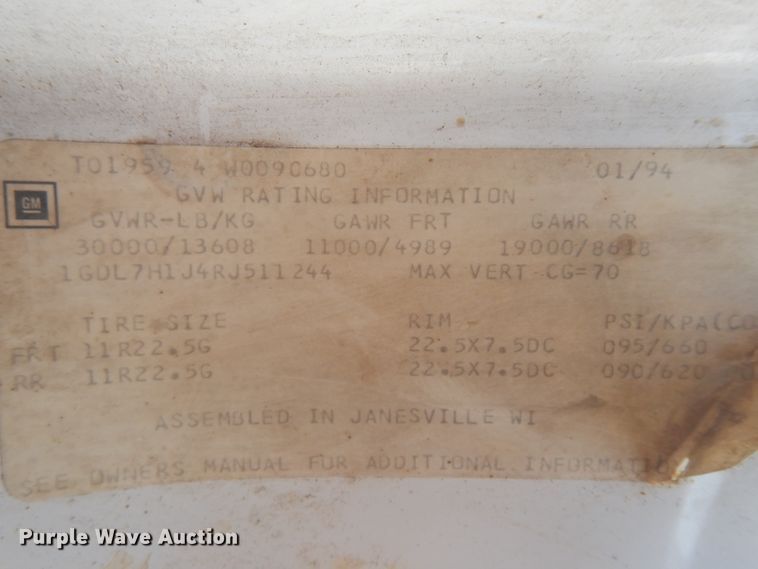 T01959 4 W0090680 01/94
GM GVW RATING INFORMATION
GVWR-LB/KG GAWR FRT GAWR RR
30000/13608 11000/4989 19000/8618
1GDL7H1J4RJ511244 MAX VERT CG=70
TIRE SIZE RIM PSI/KPA(CO
FRT 11R22.5G 22.5X7.5DC 095/660
RR 11R22.5G 22.5X7.5DC 090/620
ASSEMBLED IN JANESVILLE WI
SEE OWNERS MANUAL FOR ADDITIONAL INFORMATIO
Purple Wave Auction